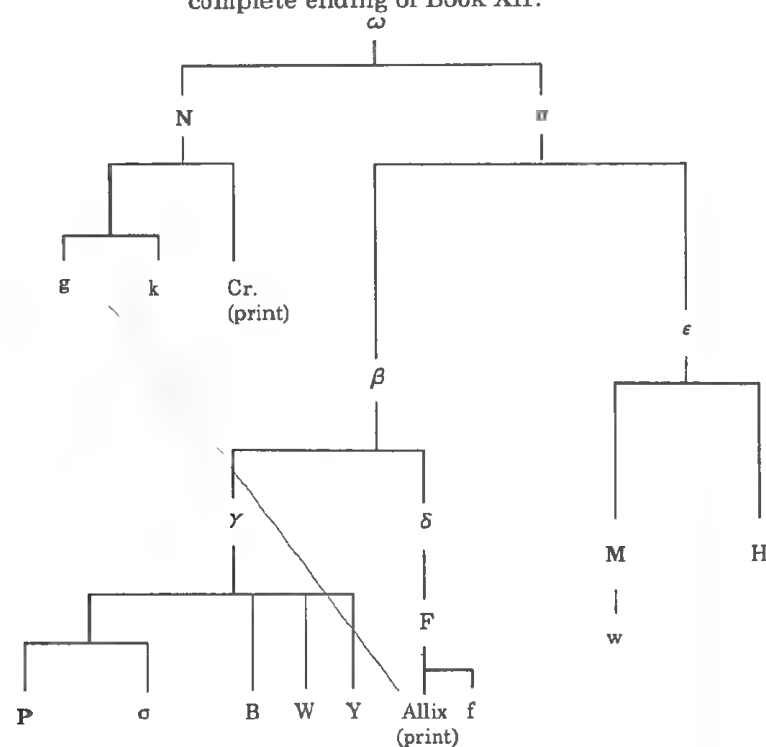 complete ending of Book XII.
ω
N
g k Cr.
(print)
ε
β
γ δ
M H
F
w
P σ B W Y Allix f
(print)